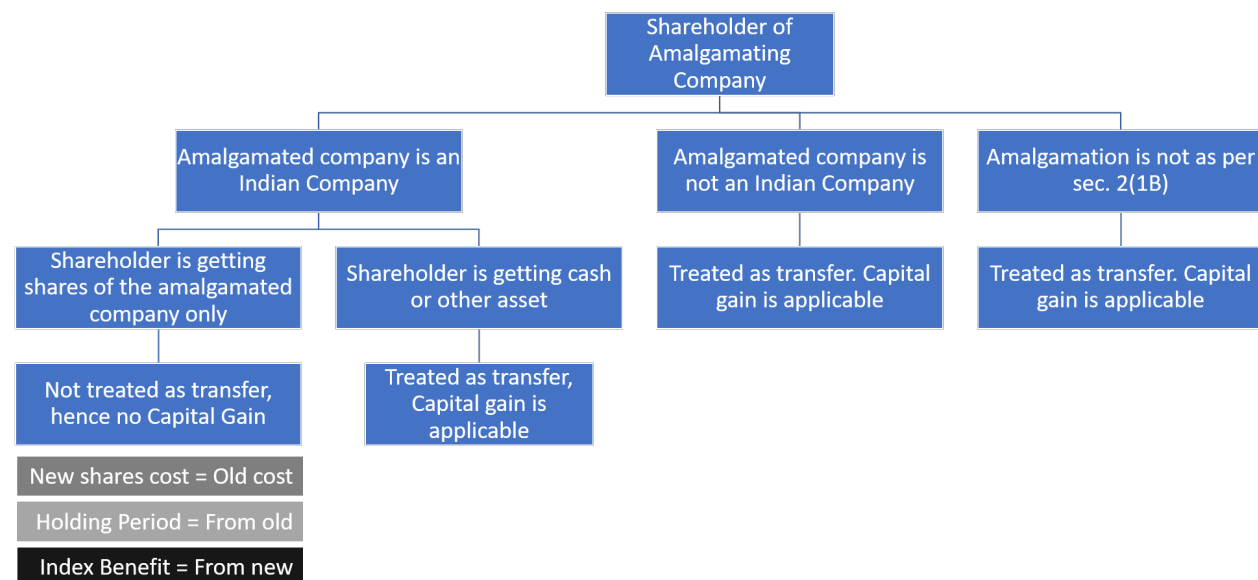 Shareholder of
Amalgamating
Company
Amalgamated company is an
Indian Company
Amalgamated company is
not an Indian Company
Amalgamation is not as per
sec. 2(1B)
Shareholder is getting
shares of the amalgamated
company only
Shareholder is getting cash
or other asset
Treated as transfer. Capital
gain is applicable
Treated as transfer. Capital
gain is applicable
Not treated as transfer,
hence no Capital Gain
Treated as transfer,
Capital gain is
applicable
New shares cost = Old cost
Holding Period = From old
Index Benefit = From new